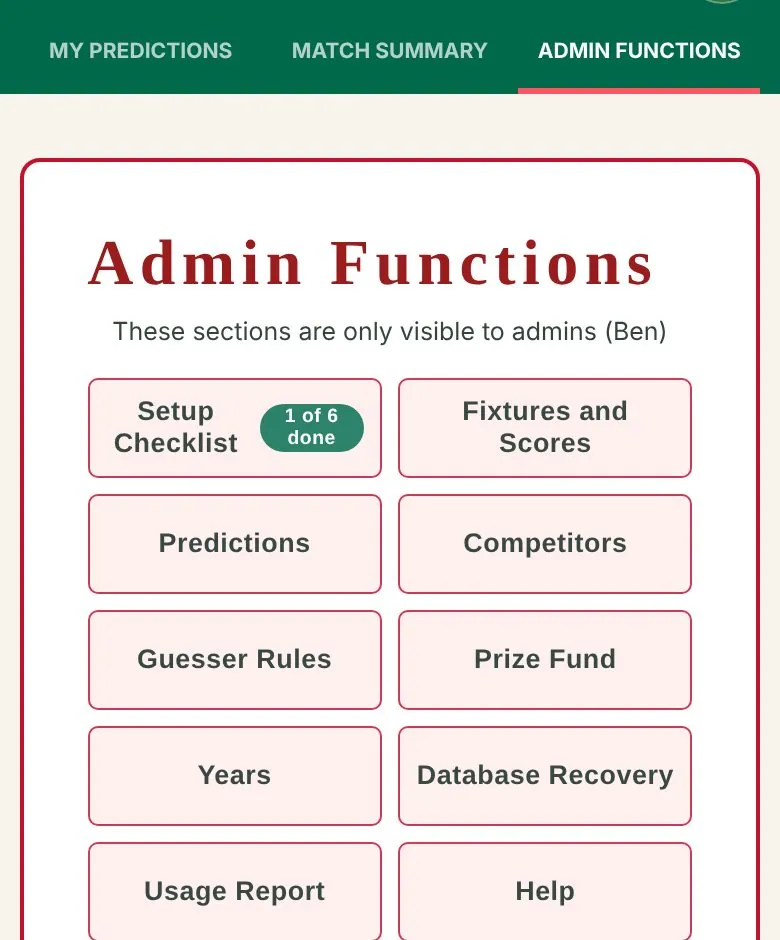 MY PREDICTIONS MATCH SUMMARY ADMIN FUNCTIONS
Admin Functions
These sections are only visible to admins (Ben)
Setup
Checklist
1 of 6
done
Fixtures and
Scores
Predictions
Competitors
Guesser Rules
Prize Fund
Years
Database Recovery
Usage Report
Help